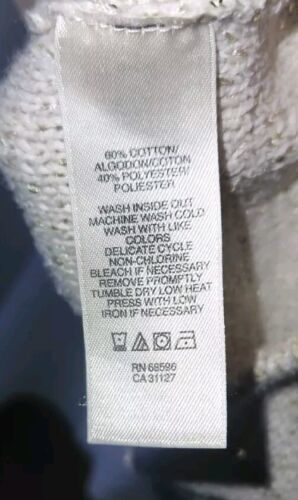 60% COTTON/
ALGODON/COTON
40% POLYESTER/
POLIESTER
WASH INSIDE OUT
MACHINE WASH COLD
WASH WITH LIKE
COLORS
DELICATE CYCLE
NON-CHLORINE
BLEACH IF NECESSARY
REMOVE PROMPTLY
TUMBLE DRY LOW HEAT
PRESS WITH LOW
IRON IF NECESSARY
RN 68596
CA 31127